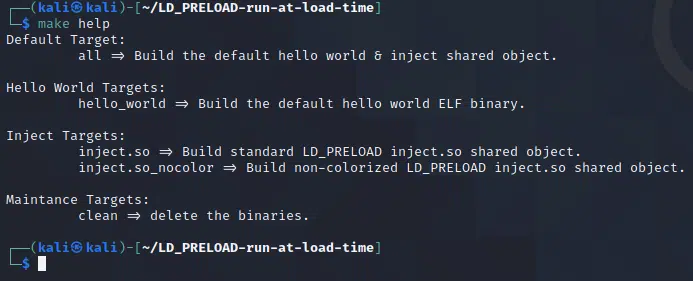 ┌──(kali㉿kali)-[~/LD_PRELOAD-run-at-load-time]
└─$ make help
Default Target:
        all ⇒ Build the default hello world & inject shared object.

Hello World Targets:
        hello_world ⇒ Build the default hello world ELF binary.

Inject Targets:
        inject.so ⇒ Build standard LD_PRELOAD inject.so shared object.
        inject.so_nocolor ⇒ Build non-colorized LD_PRELOAD inject.so shared object.

Maintance Targets:
        clean ⇒ delete the binaries.

┌──(kali㉿kali)-[~/LD_PRELOAD-run-at-load-time]
└─$